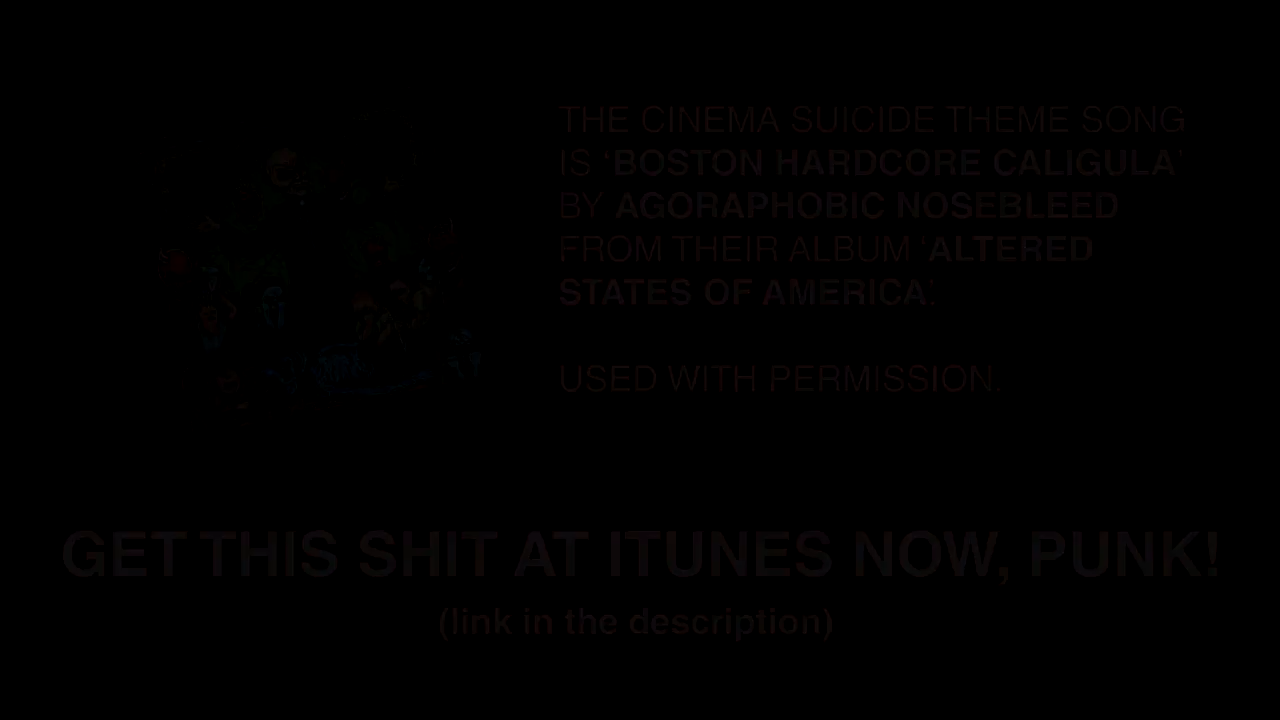 THE CINEMA SUICIDE THEME SONG
IS ‘BOSTON HARDCORE CALIGULA’
BY AGORAPHOBIC NOSEBLEED
FROM THEIR ALBUM ‘ALTERED
STATES OF AMERICA’.
USED WITH PERMISSION.
GET THIS SHIT AT ITUNES NOW, PUNK!
(link in the description)